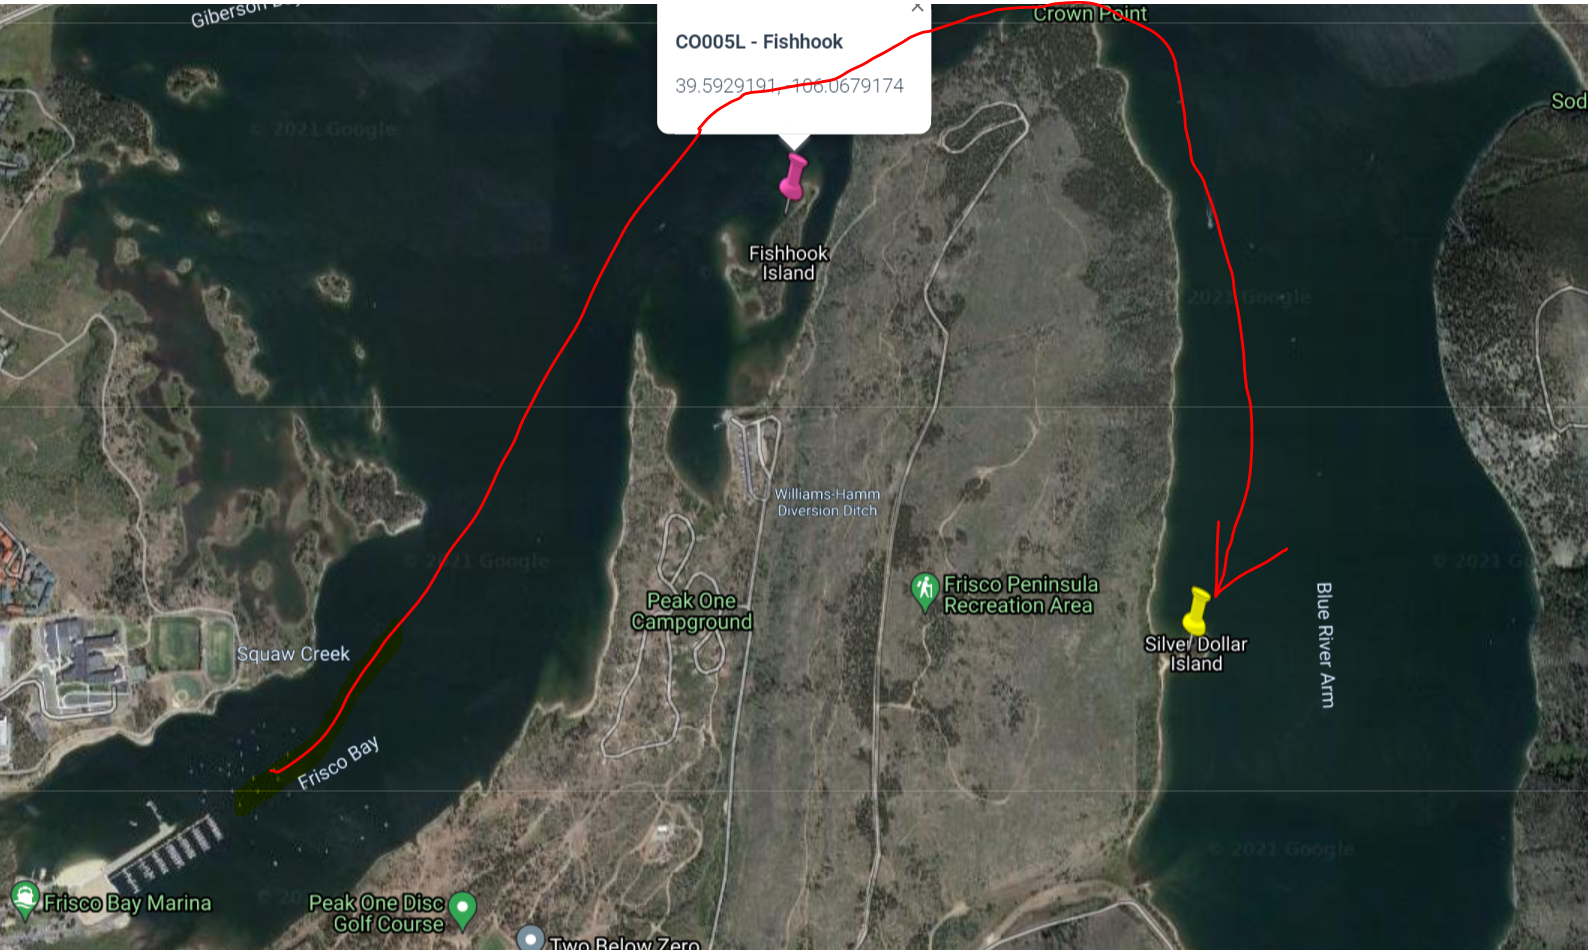 Giberson Bay
Crown Point
×
CO005L - Fishhook
39.5929191, -106.0679174
Sod
© 2021 Google
Fishhook
Island
2021 Google
Williams-Hamm
Diversion Ditch
© 2021 Google
© 2021 G
Frisco Peninsula
Recreation Area
Peak One
Campground
Blue River Arm
Squaw Creek
Silver Dollar
Island
Frisco Bay
© 2021 Google
Frisco Bay Marina
© 20
Peak One Disc
Golf Course
Two Below Zero